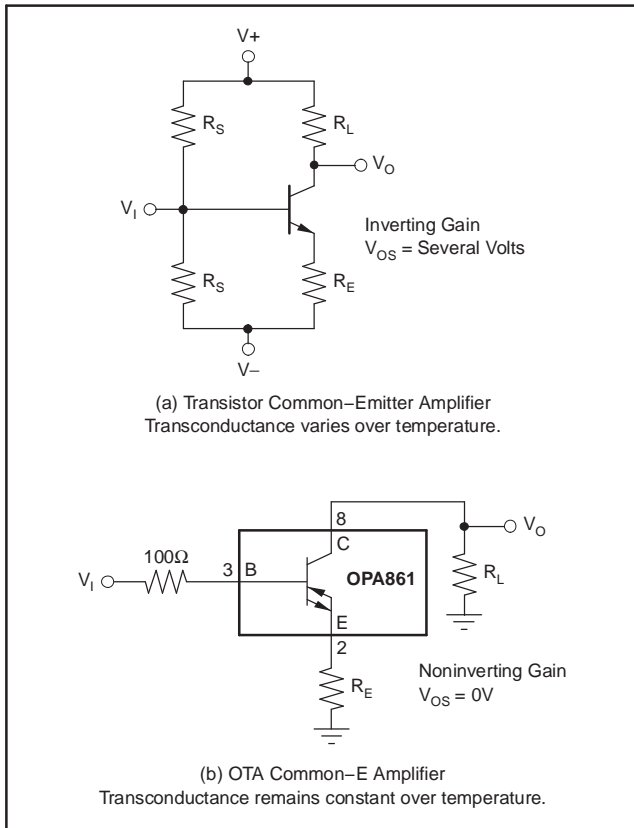 V+
R_S
R_L
V_O
V_I
Inverting Gain
V_OS = Several Volts
R_S
R_E
V−
(a) Transistor Common−Emitter Amplifier
Transconductance varies over temperature.
8
V_O
C
100Ω
V_I
3
B
OPA861
R_L
E
2
Noninverting Gain
R_E
V_OS = 0V
(b) OTA Common−E Amplifier
Transconductance remains constant over temperature.